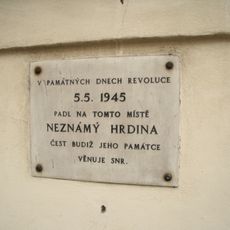 V PAMÁTNÝCH DNECH REVOLUCE
5.5.1945
PADL NA TOMTO MÍSTĚ
NEZNÁMÝ HRDINA
ČEST BUDIŽ JEHO PAMÁTCE
VĚNUJE SNR.